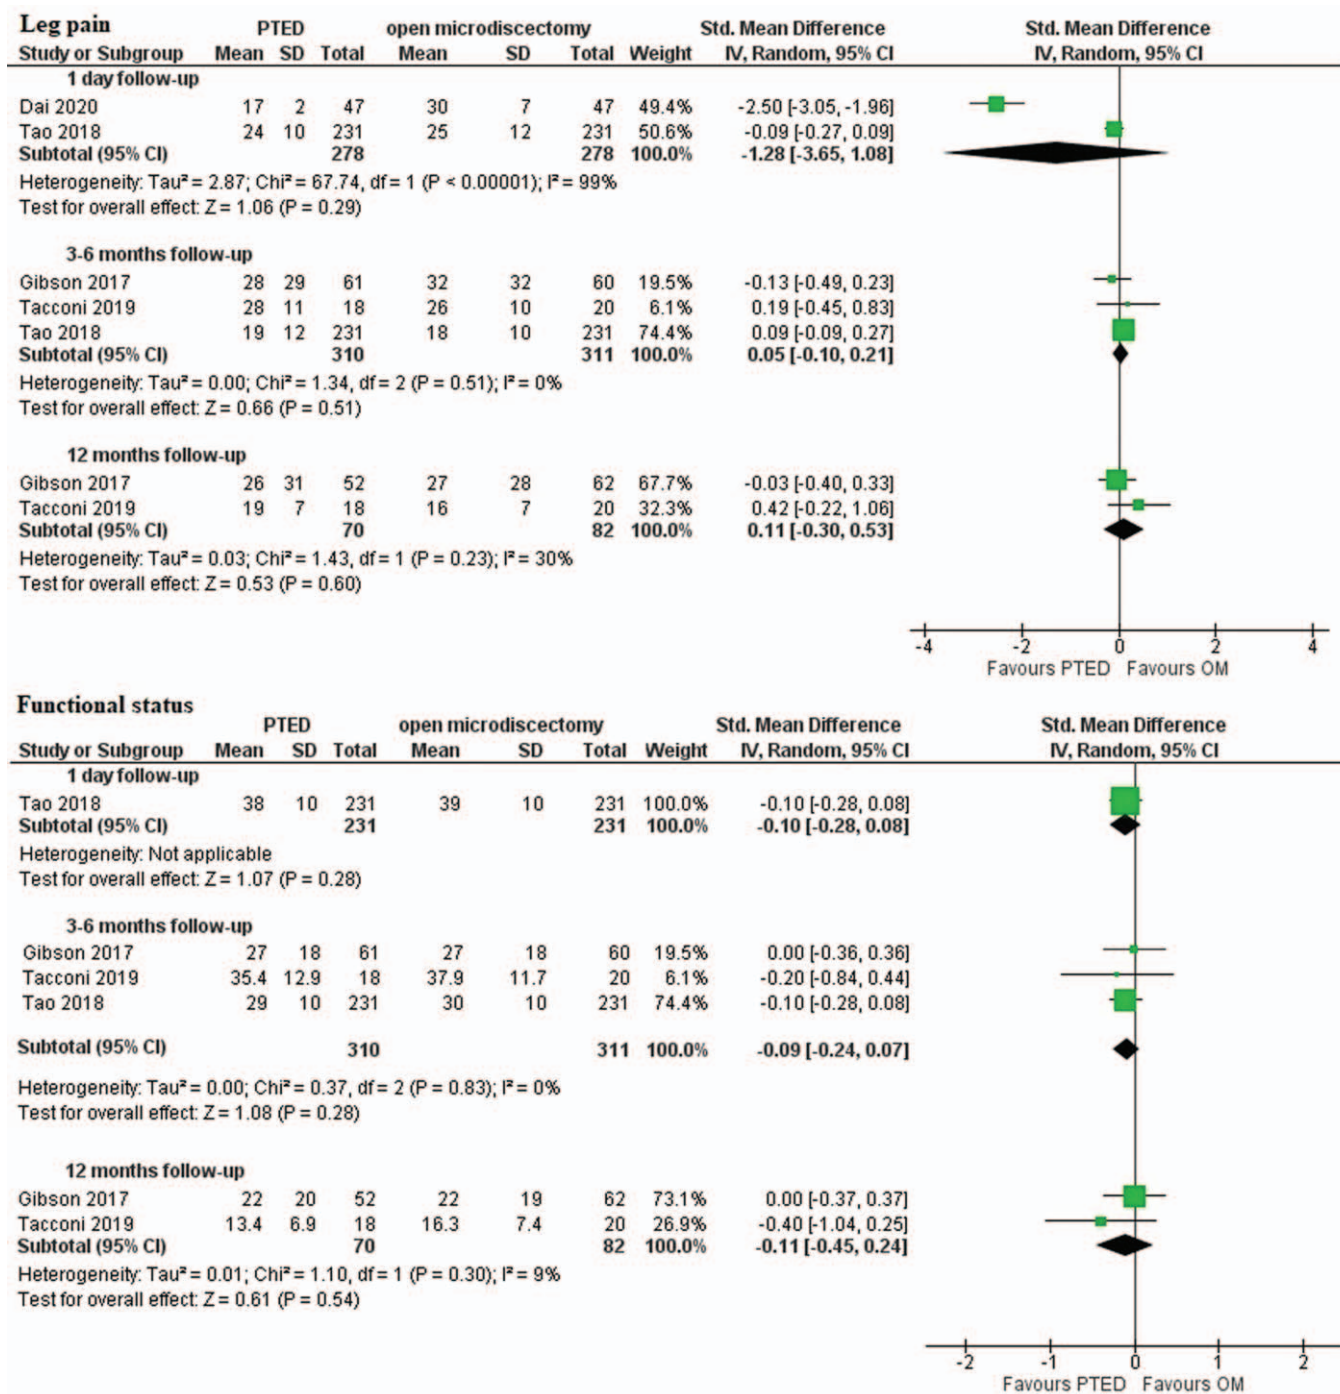 Leg pain PTED open microdiscectomy Std. Mean Difference Std. Mean Difference
Study or Subgroup Mean SD Total Mean SD Total Weight IV, Random, 95% CI IV, Random, 95% CI
1 day follow-up
Dai 2020 17 2 47 30 7 47 49.4% -2.50 [-3.05, -1.96]
Tao 2018 24 10 231 25 12 231 50.6% -0.09 [-0.27, 0.09]
Subtotal (95% CI) 278 278 100.0% -1.28 [-3.65, 1.08]
Heterogeneity: Tau² = 2.87; Chi² = 67.74, df = 1 (P < 0.00001); I² = 99%
Test for overall effect: Z = 1.06 (P = 0.29)
3-6 months follow-up
Gibson 2017 28 29 61 32 32 60 19.5% -0.13 [-0.49, 0.23]
Tacconi 2019 28 11 18 26 10 20 6.1% 0.19 [-0.45, 0.83]
Tao 2018 19 12 231 18 10 231 74.4% 0.09 [-0.09, 0.27]
Subtotal (95% CI) 310 311 100.0% 0.05 [-0.10, 0.21]
Heterogeneity: Tau² = 0.00; Chi² = 1.34, df = 2 (P = 0.51); I² = 0%
Test for overall effect: Z = 0.66 (P = 0.51)
12 months follow-up
Gibson 2017 26 31 52 27 28 62 67.7% -0.03 [-0.40, 0.33]
Tacconi 2019 19 7 18 16 7 20 32.3% 0.42 [-0.22, 1.06]
Subtotal (95% CI) 70 82 100.0% 0.11 [-0.30, 0.53]
Heterogeneity: Tau² = 0.03; Chi² = 1.43, df = 1 (P = 0.23); I² = 30%
Test for overall effect: Z = 0.53 (P = 0.60)
-4 -2 0 2 4
Favours PTED Favours OM
Functional status
PTED open microdiscectomy Std. Mean Difference Std. Mean Difference
Study or Subgroup Mean SD Total Mean SD Total Weight IV, Random, 95% CI IV, Random, 95% CI
1 day follow-up
Tao 2018 38 10 231 39 10 231 100.0% -0.10 [-0.28, 0.08]
Subtotal (95% CI) 231 231 100.0% -0.10 [-0.28, 0.08]
Heterogeneity: Not applicable
Test for overall effect: Z = 1.07 (P = 0.28)
3-6 months follow-up
Gibson 2017 27 18 61 27 18 60 19.5% 0.00 [-0.36, 0.36]
Tacconi 2019 35.4 12.9 18 37.9 11.7 20 6.1% -0.20 [-0.84, 0.44]
Tao 2018 29 10 231 30 10 231 74.4% -0.10 [-0.28, 0.08]
Subtotal (95% CI) 310 311 100.0% -0.09 [-0.24, 0.07]
Heterogeneity: Tau² = 0.00; Chi² = 0.37, df = 2 (P = 0.83); I² = 0%
Test for overall effect: Z = 1.08 (P = 0.28)
12 months follow-up
Gibson 2017 22 20 52 22 19 62 73.1% 0.00 [-0.37, 0.37]
Tacconi 2019 13.4 6.9 18 16.3 7.4 20 26.9% -0.40 [-1.04, 0.25]
Subtotal (95% CI) 70 82 100.0% -0.11 [-0.45, 0.24]
Heterogeneity: Tau² = 0.01; Chi² = 1.10, df = 1 (P = 0.30); I² = 9%
Test for overall effect: Z = 0.61 (P = 0.54)
-2 -1 0 1 2
Favours PTED Favours OM